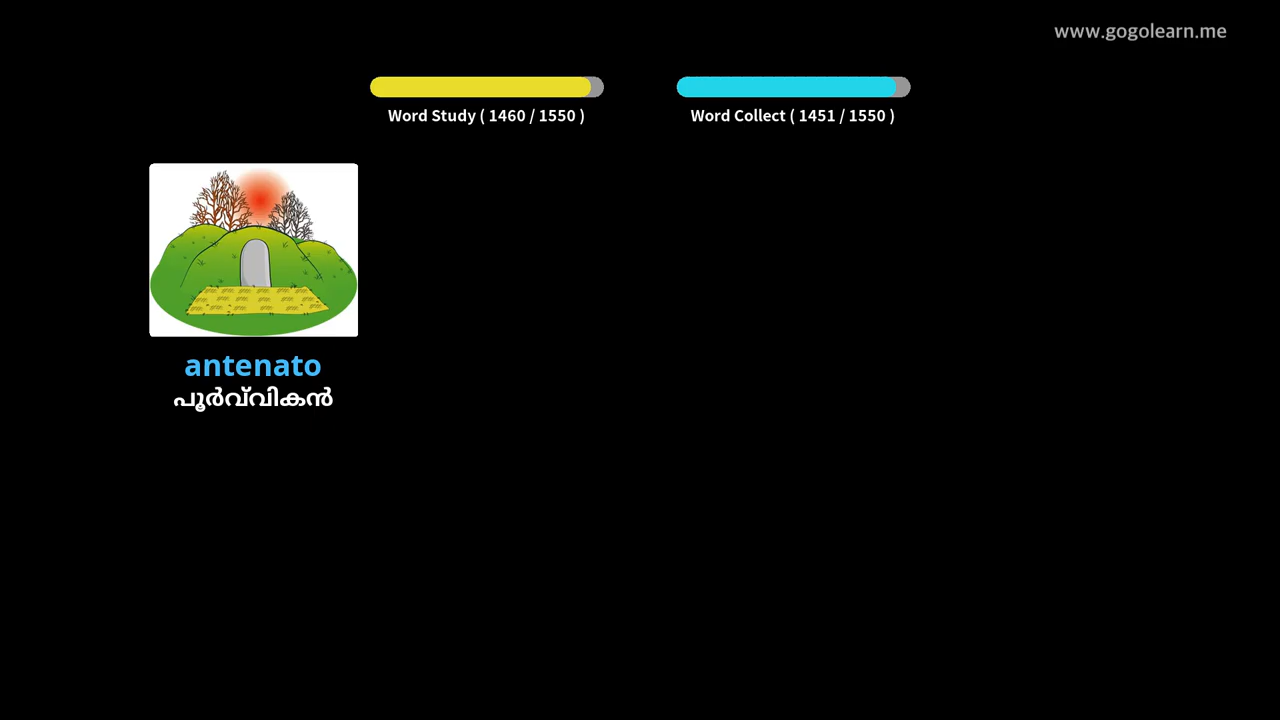 www.gogolearn.me
Word Study ( 1460 / 1550 )
Word Collect ( 1451 / 1550 )
antenato
പൂർവ്വികൻ